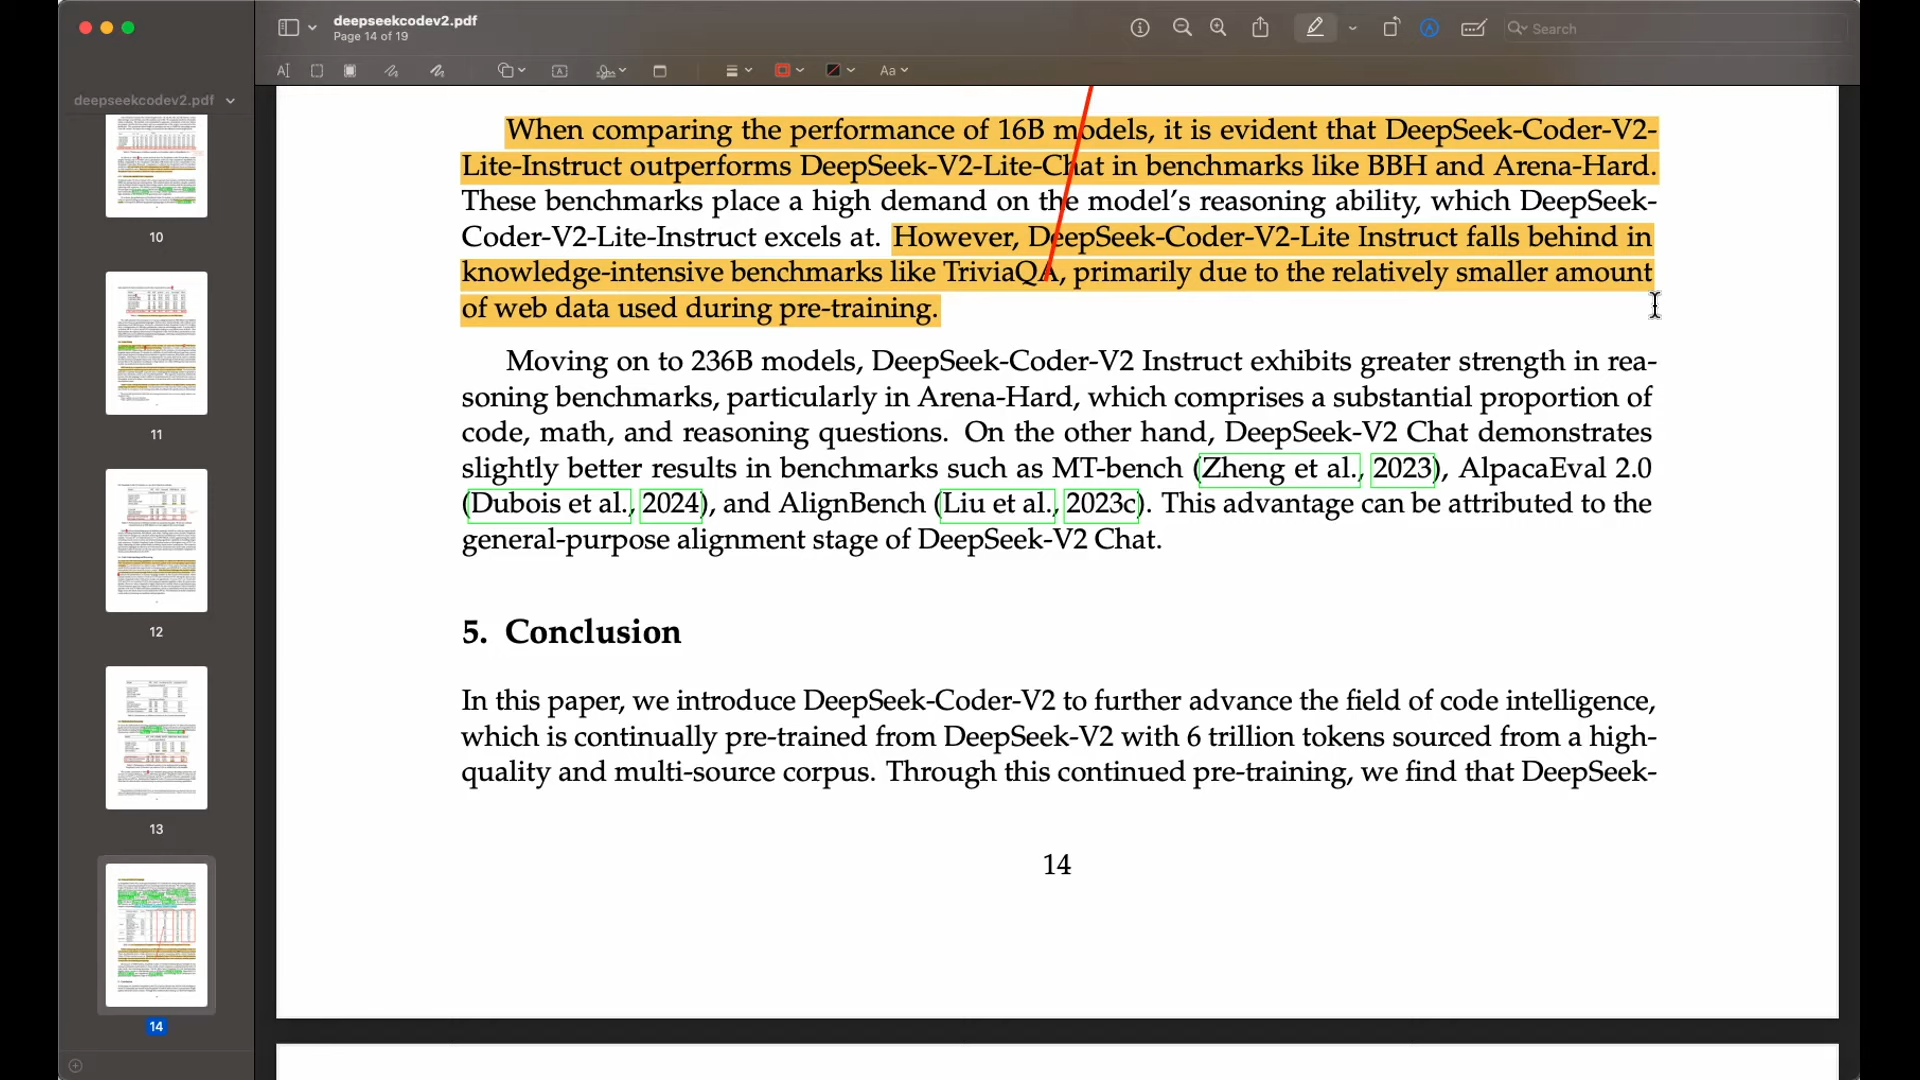 deepseekcodev2.pdf
Page 14 of 19
Search
Aa
deepseekcodev2.pdf
10
11
12
13
14
When comparing the performance of 16B models, it is evident that DeepSeek-Coder-V2-
Lite-Instruct outperforms DeepSeek-V2-Lite-Chat in benchmarks like BBH and Arena-Hard.
These benchmarks place a high demand on the model's reasoning ability, which DeepSeek-
Coder-V2-Lite-Instruct excels at. However, DeepSeek-Coder-V2-Lite Instruct falls behind in
knowledge-intensive benchmarks like TriviaQA, primarily due to the relatively smaller amount
of web data used during pre-training.
Moving on to 236B models, DeepSeek-Coder-V2 Instruct exhibits greater strength in rea-
soning benchmarks, particularly in Arena-Hard, which comprises a substantial proportion of
code, math, and reasoning questions. On the other hand, DeepSeek-V2 Chat demonstrates
slightly better results in benchmarks such as MT-bench (Zheng et al., 2023), AlpacaEval 2.0
(Dubois et al., 2024), and AlignBench (Liu et al., 2023c). This advantage can be attributed to the
general-purpose alignment stage of DeepSeek-V2 Chat.
5. Conclusion
In this paper, we introduce DeepSeek-Coder-V2 to further advance the field of code intelligence,
which is continually pre-trained from DeepSeek-V2 with 6 trillion tokens sourced from a high-
quality and multi-source corpus. Through this continued pre-training, we find that DeepSeek-
14